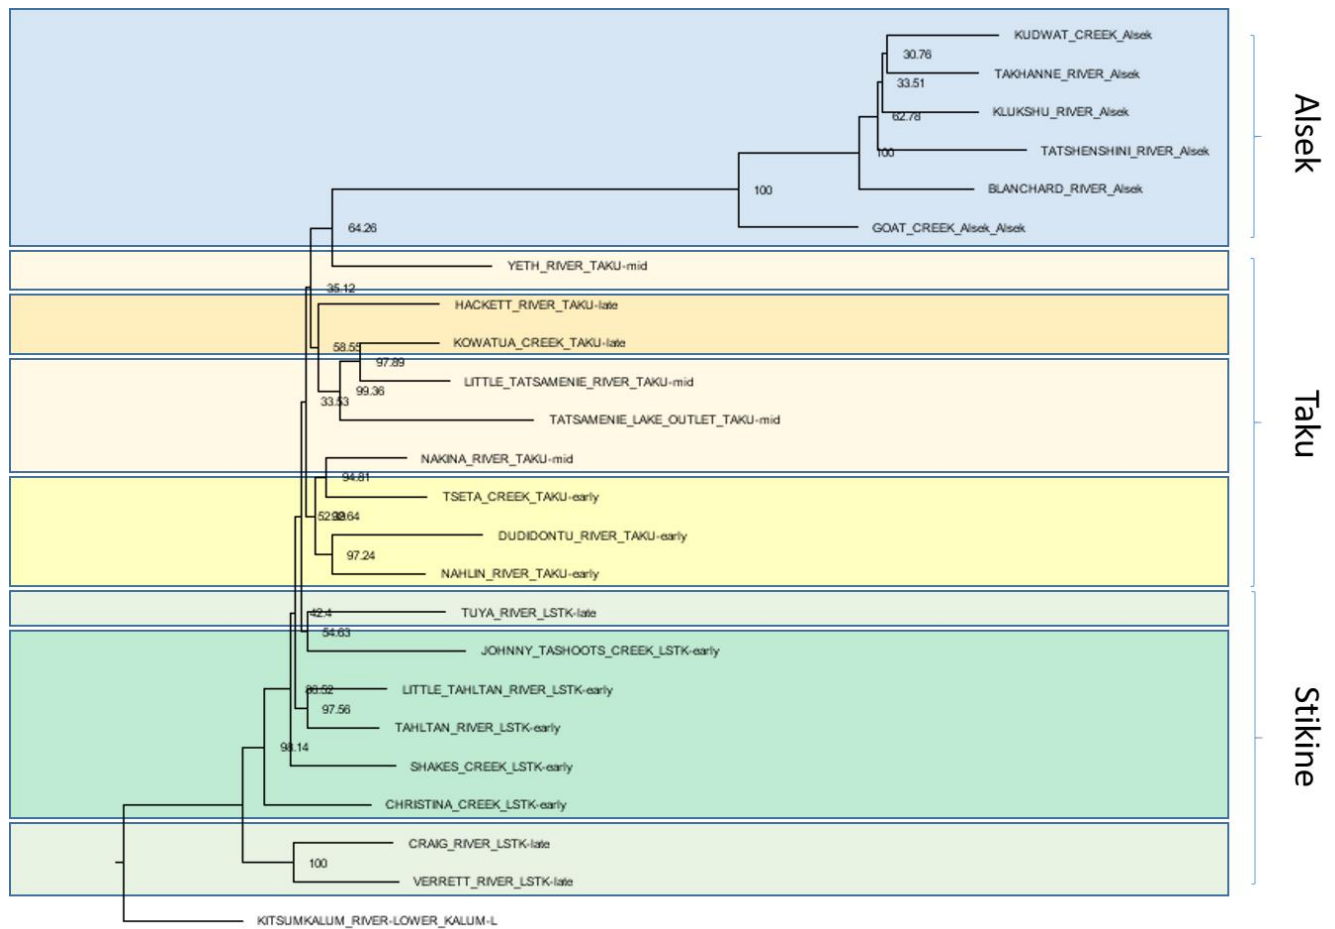 KUDWAT_CREEK_Alsek
30.76
TAKHANNE_RIVER_Alsek
33.51
KLUKSHU_RIVER_Alsek
62.78
TATSHENSHINI_RIVER_Alsek
100
BLANCHARD_RIVER_Alsek
100
GOAT_CREEK_Alsek_Alsek
64.26
Alsek
YETH_RIVER_TAKU-mid
35.12
HACKETT_RIVER_TAKU-late
KOWATUA_CREEK_TAKU-late
58.55
97.89
LITTLE_TATSAMENIE_RIVER_TAKU-mid
99.36
33.53
TATSAMENIE_LAKE_OUTLET_TAKU-mid
NAKINA_RIVER_TAKU-mid
94.81
TSETA_CREEK_TAKU-early
DUDIDONTU_RIVER_TAKU-early
97.24
NAHLIN_RIVER_TAKU-early
Taku
TUYA_RIVER_LSTK-late
42.4
54.63
JOHNNY_TASHOOTS_CREEK_LSTK-early
LITTLE_TAHLTAN_RIVER_LSTK-early
97.56
TAHLTAN_RIVER_LSTK-early
98.14
SHAKES_CREEK_LSTK-early
CHRISTINA_CREEK_LSTK-early
CRAIG_RIVER_LSTK-late
100
VERRETT_RIVER_LSTK-late
Stikine
KITSUMKALUM_RIVER-LOWER_KALUM-L